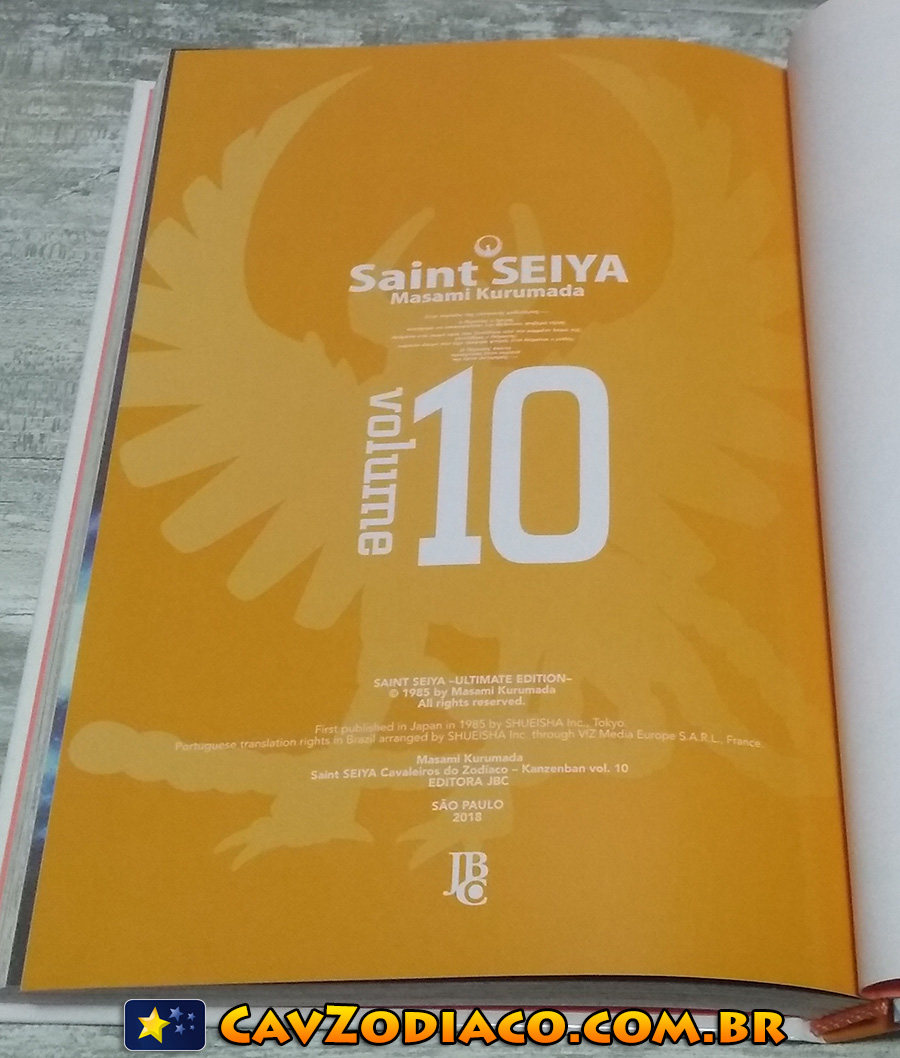 Saint SEIYA
Masami Kurumada
volume
10
SAINT SEIYA –ULTIMATE EDITION–
© 1985 by Masami Kurumada
All rights reserved.
First published in Japan in 1985 by SHUEISHA Inc., Tokyo.
Portuguese translation rights in Brazil arranged by SHUEISHA Inc. through VIZ Media Europe S.A.R.L., France.
Masami Kurumada
Saint SEIYA Cavaleiros do Zodíaco – Kanzenban vol. 10
EDITORA JBC
SÃO PAULO
2018
JBC
CavZodiaco.com.br